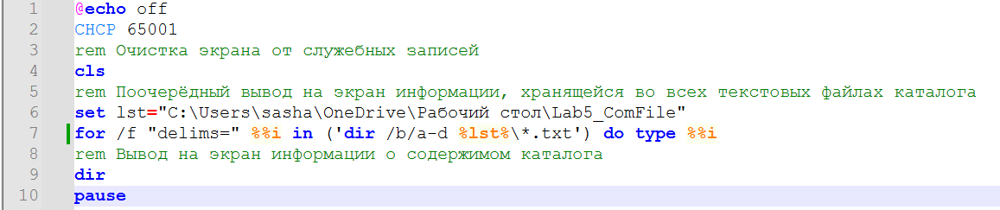 1 @echo off
2 CHCP 65001
3 rem Очистка экрана от служебных записей
4 cls
5 rem Поочерёдный вывод на экран информации, хранящейся во всех текстовых файлах каталога
6 set lst="C:\Users\sasha\OneDrive\Рабочий стол\Lab5_ComFile"
7 for /f "delims=" %%i in ('dir /b/a-d %lst%\*.txt') do type %%i
8 rem Вывод на экран информации о содержимом каталога
9 dir
10 pause